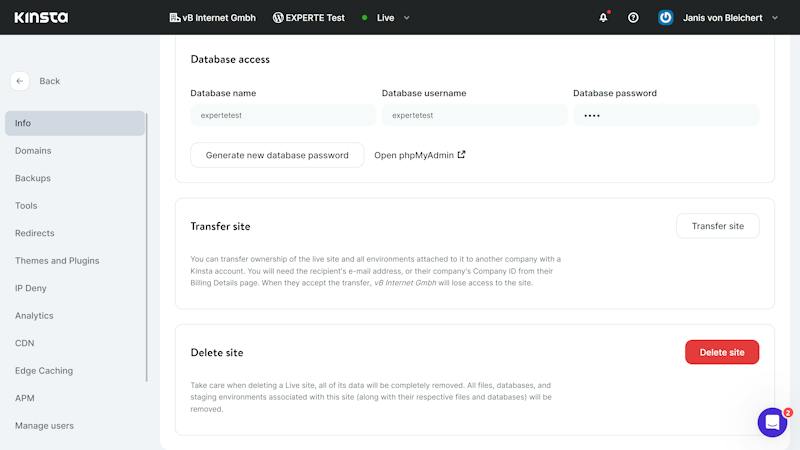 KINSTA
vB Internet Gmbh
EXPERTE Test
Live
Janis von Bleichert
Back
Info
Domains
Backups
Tools
Redirects
Themes and Plugins
IP Deny
Analytics
CDN
Edge Caching
APM
Manage users
Database access
Database name
Database username
Database password
expertetest
expertetest
••••
Generate new database password
Open phpMyAdmin
Transfer site
Transfer site
You can transfer ownership of the live site and all environments attached to it to another company with a
Kinsta account. You will need the recipient's e-mail address, or their company's Company ID from their
Billing Details page. When they accept the transfer, vB Internet Gmbh will lose access to the site.
Delete site
Delete site
Take care when deleting a Live site, all of its data will be completely removed. All files, databases, and
staging environments associated with this site (along with their respective files and databases) will be
removed.
2